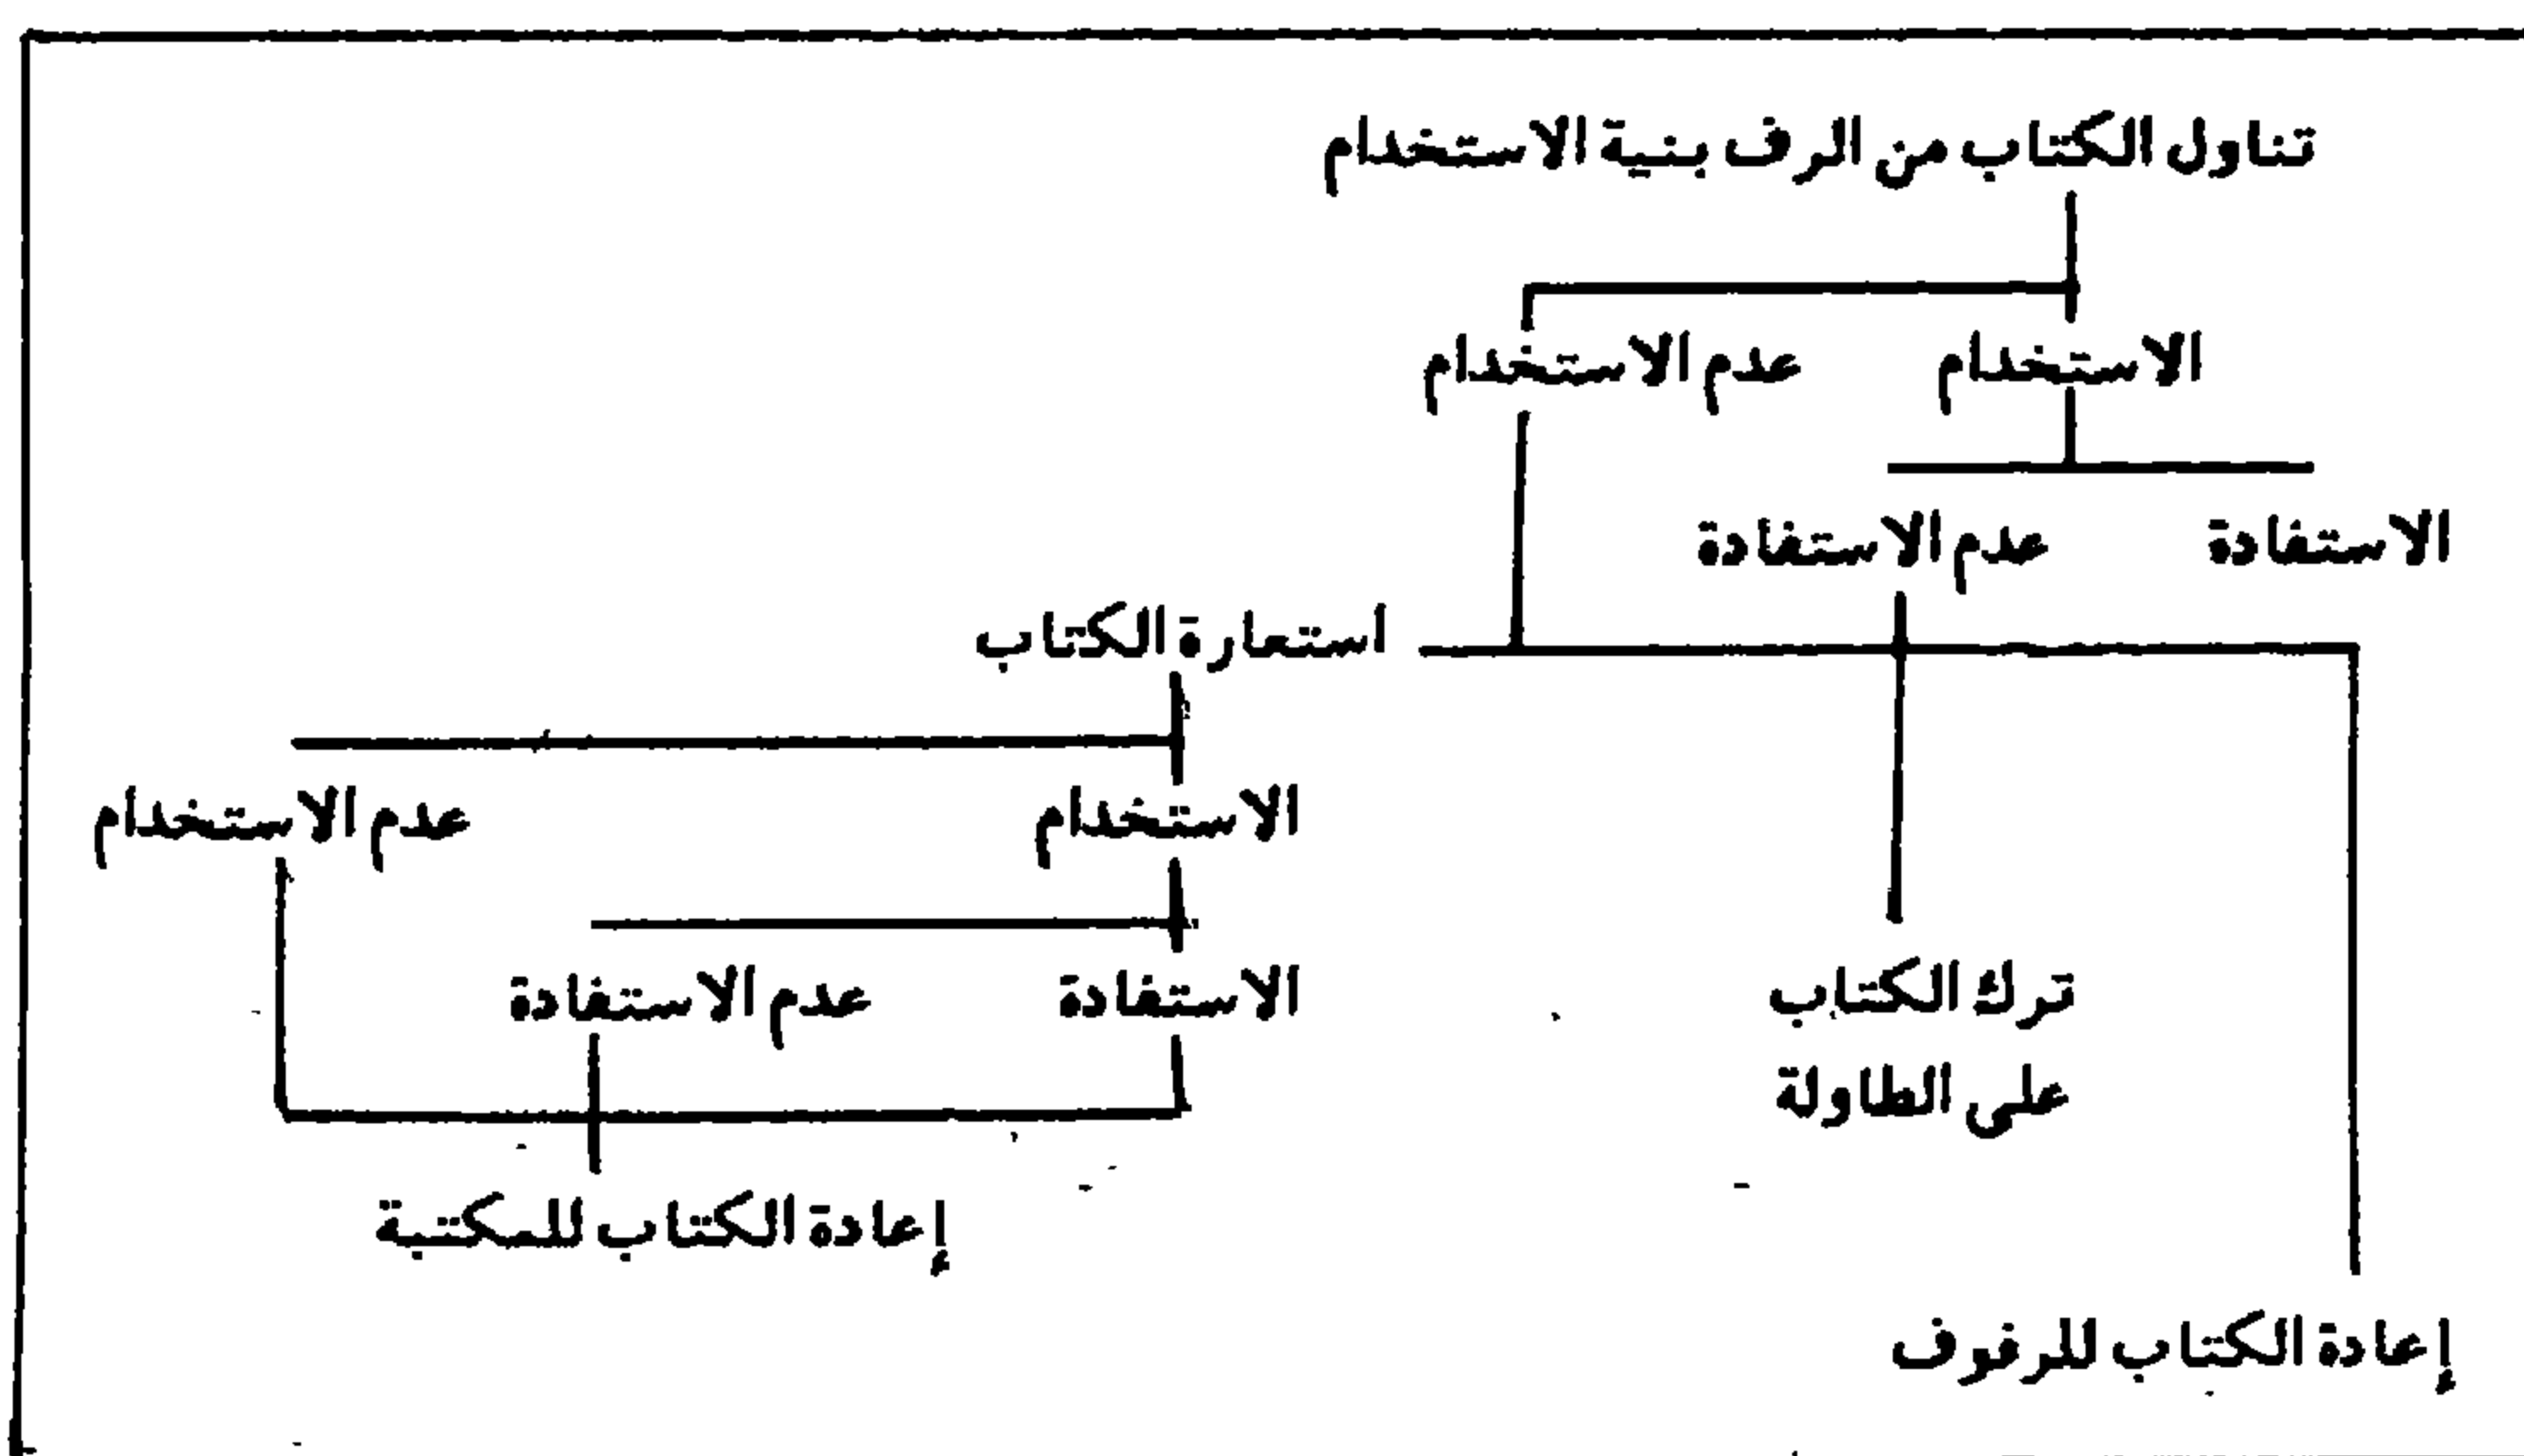 تناول الكتاب من الرف بنية الاستخدام
الاستخدام
عدم الاستخدام
الاستفادة
عدم الاستفادة
استعارة الكتاب
الاستخدام
عدم الاستخدام
ترك الكتاب
على الطاولة
الاستفادة
عدم الاستفادة
إعادة الكتاب للمكتبة
إعادة الكتاب للرفوف